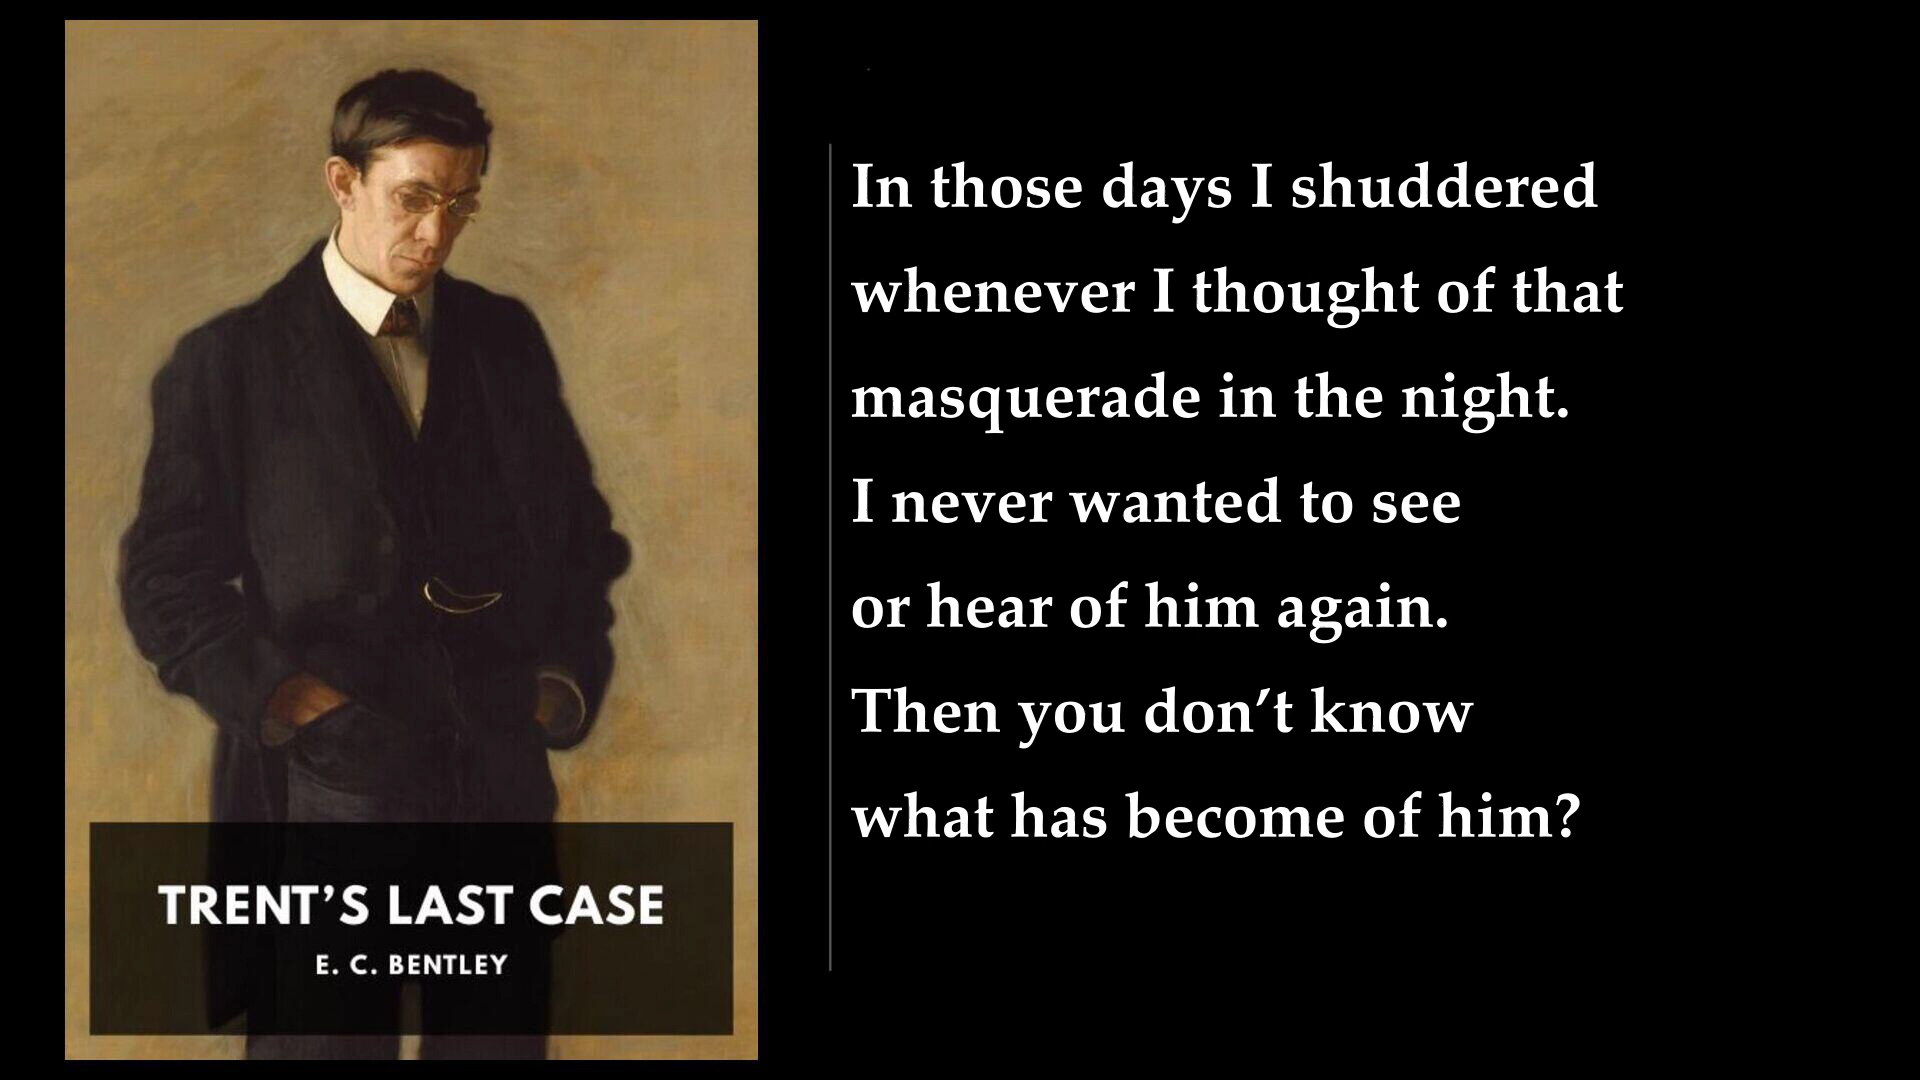 In those days I shuddered
whenever I thought of that
masquerade in the night.
I never wanted to see
or hear of him again.
Then you don’t know
what has become of him?
TRENT’S LAST CASE
E. C. BENTLEY